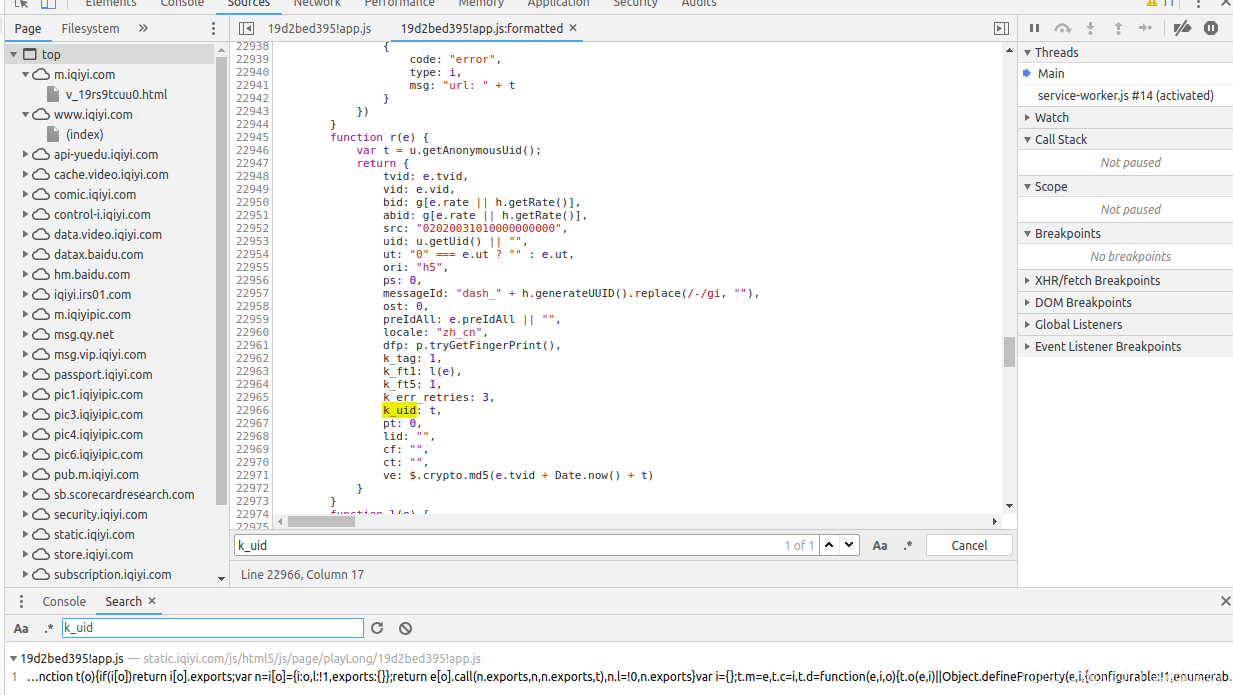 Elements Console Sources Network Performance Memory Application Security Audits 11
Page Filesystem » 19d2bed395!app.js 19d2bed395!app.js:formatted ×
top
m.iqiyi.com
v_19rs9tcuu0.html
www.iqiyi.com
(index)
api-yuedu.iqiyi.com
cache.video.iqiyi.com
comic.iqiyi.com
control-i.iqiyi.com
data.video.iqiyi.com
datax.baidu.com
hm.baidu.com
iqiyi.irs01.com
m.iqiyipic.com
msg.qy.net
msg.vip.iqiyi.com
passport.iqiyi.com
pic1.iqiyipic.com
pic3.iqiyipic.com
pic4.iqiyipic.com
pic6.iqiyipic.com
pub.m.iqiyi.com
sb.scorecardresearch.com
security.iqiyi.com
static.iqiyi.com
store.iqiyi.com
subscription.iqiyi.com
22938 {
22939 code: "error",
22940 type: i,
22941 msg: "url: " + t
22942 }
22943 })
22944 }
22945 function r(e) {
22946 var t = u.getAnonymousUid();
22947 return {
22948 tvid: e.tvid,
22949 vid: e.vid,
22950 bid: g[e.rate || h.getRate()],
22951 abid: g[e.rate || h.getRate()],
22952 src: "02020031010000000000",
22953 uid: u.getUid() || "",
22954 ut: "0" === e.ut ? "" : e.ut,
22955 ori: "h5",
22956 ps: 0,
22957 messageId: "dash_" + h.generateUUID().replace(/-/gi, ""),
22958 ost: 0,
22959 preIdAll: e.preIdAll || "",
22960 locale: "zh_cn",
22961 dfp: p.tryGetFingerPrint(),
22962 k_tag: 1,
22963 k_ft1: l(e),
22964 k_ft5: 1,
22965 k_err_retries: 3,
22966 k_uid: t,
22967 pt: 0,
22968 lid: "",
22969 cf: "",
22970 ct: "",
22971 ve: $.crypto.md5(e.tvid + Date.now() + t)
22972 }
22973 }
22974 function l(e) {
22975
k_uid 1 of 1 Aa .* Cancel
Line 22966, Column 17
Threads
Main
service-worker.js #14 (activated)
Watch
Call Stack
Not paused
Scope
Not paused
Breakpoints
No breakpoints
XHR/fetch Breakpoints
DOM Breakpoints
Global Listeners
Event Listener Breakpoints
Console Search ×
Aa .* k_uid
19d2bed395!app.js — static.iqiyi.com/js/html5/js/page/playLong/19d2bed395!app.js
1 …nction t(o){if(i[o])return i[o].exports;var n=i[o]={i:o,l:!1,exports:{}};return e[o].call(n.exports,n,n.exports,t),n.l=!0,n.exports}var i={};t.m=e,t.c=i,t.d=function(e,i,o){t.o(e,i)||Object.defineProperty(e,i,{configurable:!1,enumerab…